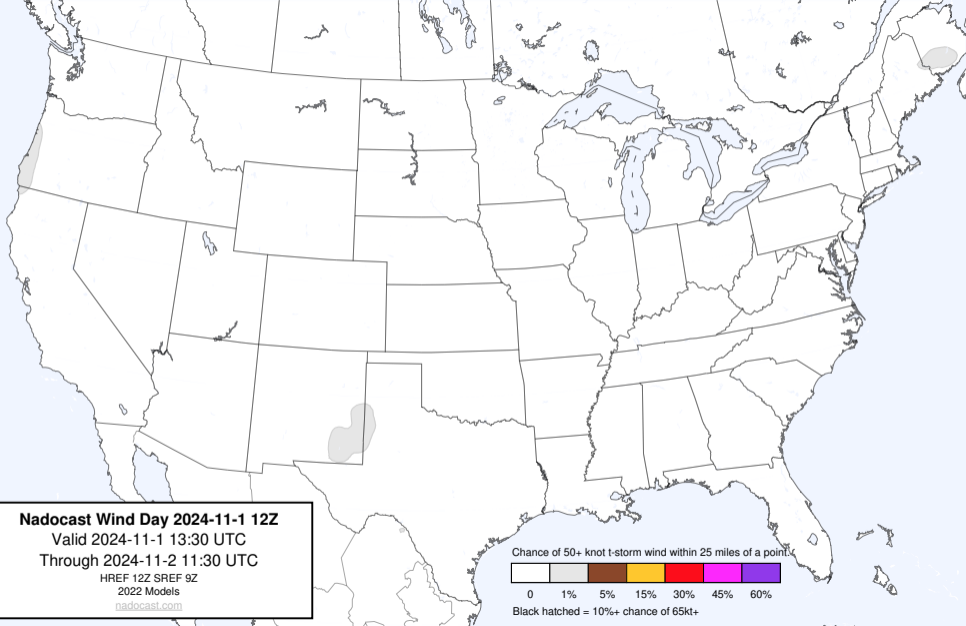 Nadocast Wind Day 2024-11-1 12Z
Valid 2024-11-1 13:30 UTC
Through 2024-11-2 11:30 UTC
HREF 12Z SREF 9Z
2022 Models
nadocast.com
Chance of 50+ knot t-storm wind within 25 miles of a point.
0 1% 5% 15% 30% 45% 60%
Black hatched = 10%+ chance of 65kt+